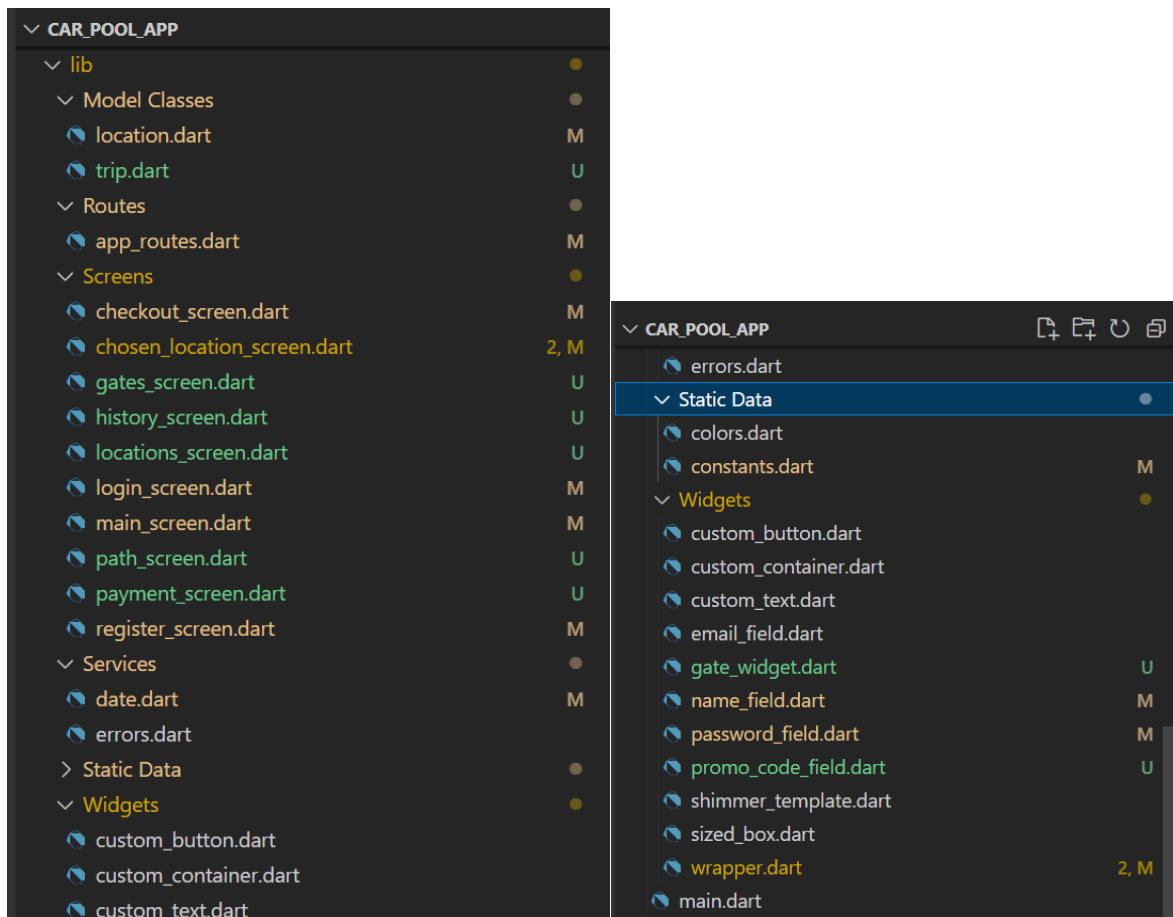 CAR_POOL_APP
lib
Model Classes
location.dart M
trip.dart U
Routes
app_routes.dart M
Screens
checkout_screen.dart M
chosen_location_screen.dart 2, M
gates_screen.dart U
history_screen.dart U
locations_screen.dart U
login_screen.dart M
main_screen.dart M
path_screen.dart U
payment_screen.dart U
register_screen.dart M
Services
date.dart M
errors.dart
Static Data
Widgets
custom_button.dart
custom_container.dart
custom_text.dart
CAR_POOL_APP
errors.dart
Static Data
colors.dart
constants.dart M
Widgets
custom_button.dart
custom_container.dart
custom_text.dart
email_field.dart
gate_widget.dart U
name_field.dart M
password_field.dart M
promo_code_field.dart U
shimmer_template.dart
sized_box.dart
wrapper.dart 2, M
main.dart